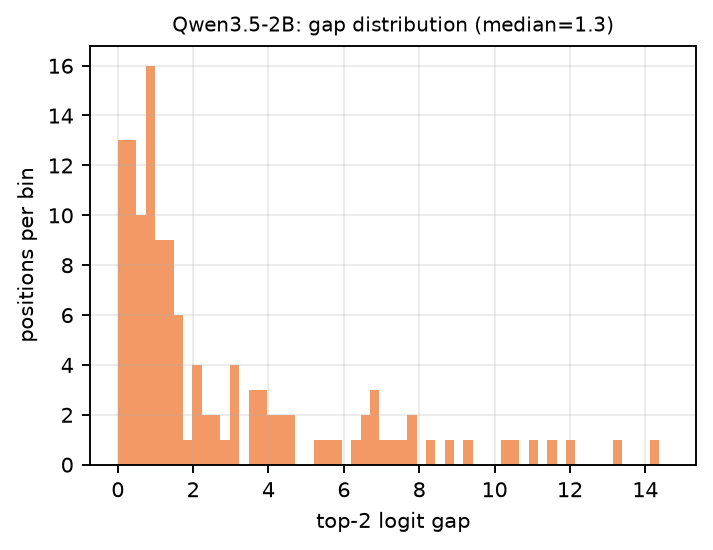 Qwen3.5-2B: gap distribution (median=1.3)
positions per bin
16
14
12
10
8
6
4
2
0
0 2 4 6 8 10 12 14
top-2 logit gap